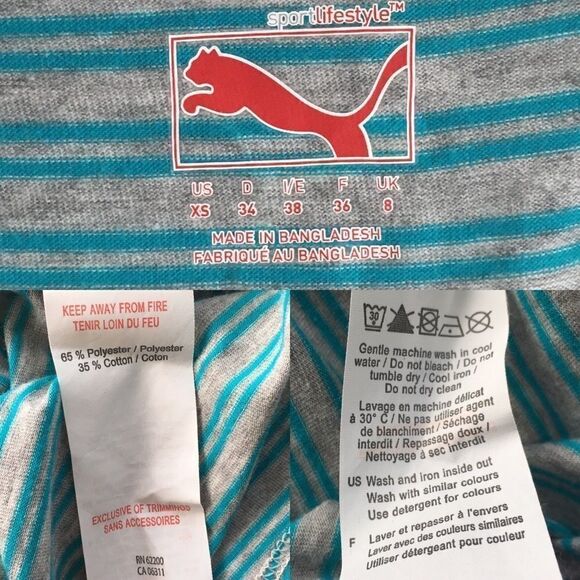 sportlifestyle™
US D I/E F UK
XS 34 38 36 8
MADE IN BANGLADESH
FABRIQUÉ AU BANGLADESH
KEEP AWAY FROM FIRE
TENIR LOIN DU FEU
65 % Polyester / Polyester
35 % Cotton / Coton
EXCLUSIVE OF TRIMMINGS
SANS ACCESSOIRES
RN 62200
CA 06311
30
Gentle machine wash in cool
water / Do not bleach / Do not
tumble dry / Cool iron /
Do not dry clean
Lavage en machine délicat
à 30° C / Ne pas utiliser agent
de blanchiment / Séchage
interdit / Repassage doux /
Nettoyage à sec interdit
US Wash and iron inside out
Wash with similar colours
Use detergent for colours
F Laver et repasser à l'envers
Laver avec des couleurs similaires
Utiliser détergent pour couleur